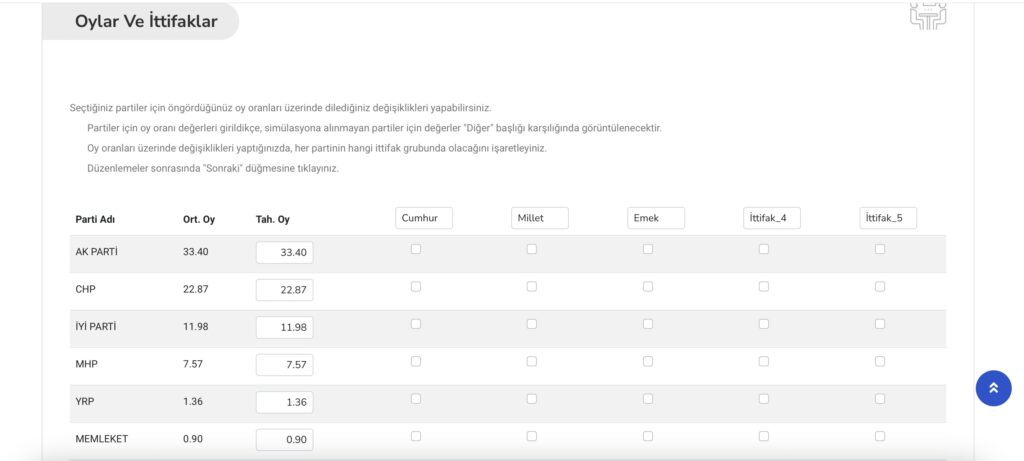 Oylar Ve İttifaklar
Seçtiğiniz partiler için öngördüğünüz oy oranları üzerinde dilediğiniz değişiklikleri yapabilirsiniz.
Partiler için oy oranı değerleri girildikçe, simülasyona alınmayan partiler için değerler "Diğer" başlığı karşılığında görüntülenecektir.
Oy oranları üzerinde değişiklikleri yaptığınızda, her partinin hangi ittifak grubunda olacağını işaretleyiniz.
Düzenlemeler sonrasında "Sonraki" düğmesine tıklayınız.
Parti Adı Ort. Oy Tah. Oy Cumhur Millet Emek İttifak_4 İttifak_5
AK PARTİ 33.40 33.40
CHP 22.87 22.87
İYİ PARTİ 11.98 11.98
MHP 7.57 7.57
YRP 1.36 1.36
MEMLEKET 0.90 0.90